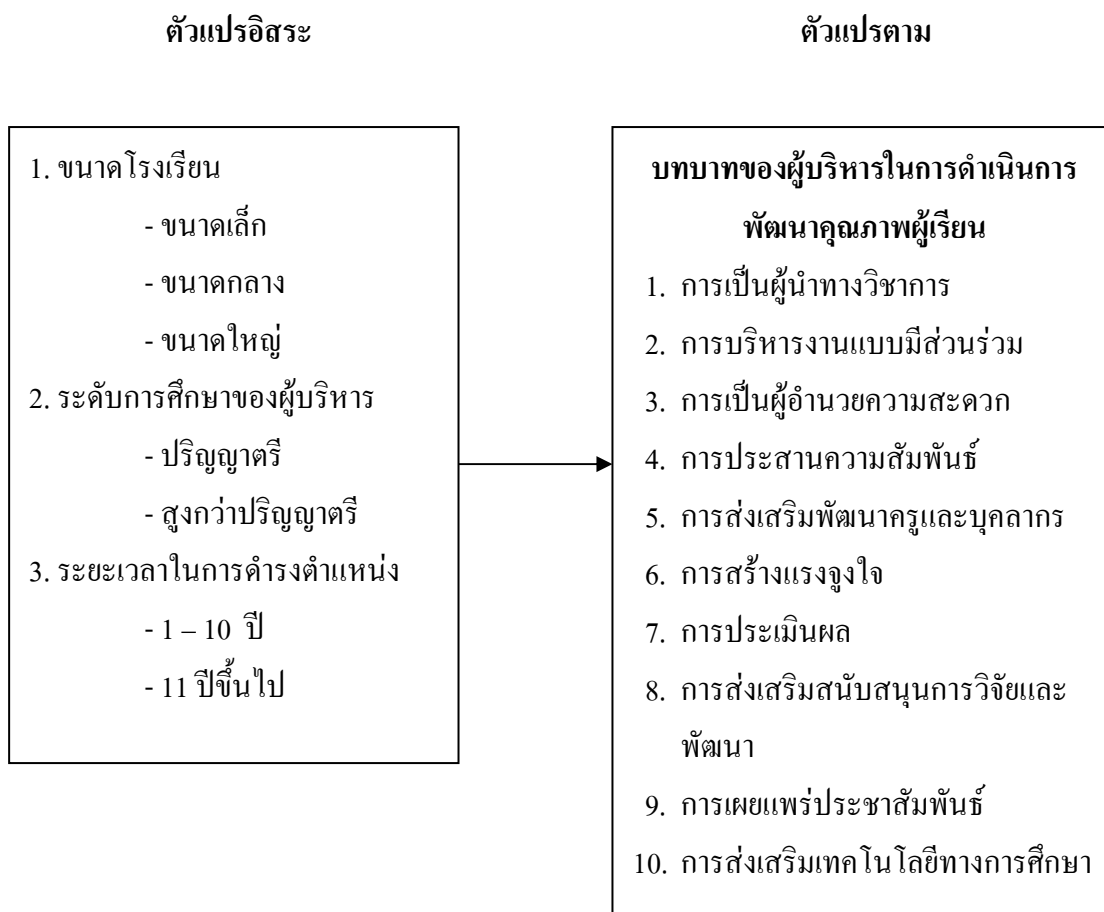 ตัวแปรอิสระ
ตัวแปรตาม
1. ขนาดโรงเรียน
- ขนาดเล็ก
- ขนาดกลาง
- ขนาดใหญ่
2. ระดับการศึกษาของผู้บริหาร
- ปริญญาตรี
- สูงกว่าปริญญาตรี
3. ระยะเวลาในการดำรงตำแหน่ง
- 1 – 10 ปี
- 11 ปีขึ้นไป
บทบาทของผู้บริหารในการดำเนินการ
พัฒนาคุณภาพผู้เรียน
1. การเป็นผู้นำทางวิชาการ
2. การบริหารงานแบบมีส่วนร่วม
3. การเป็นผู้อำนวยความสะดวก
4. การประสานความสัมพันธ์
5. การส่งเสริมพัฒนาครูและบุคลากร
6. การสร้างแรงจูงใจ
7. การประเมินผล
8. การส่งเสริมสนับสนุนการวิจัยและ
พัฒนา
9. การเผยแพร่ประชาสัมพันธ์
10. การส่งเสริมเทคโนโลยีทางการศึกษา